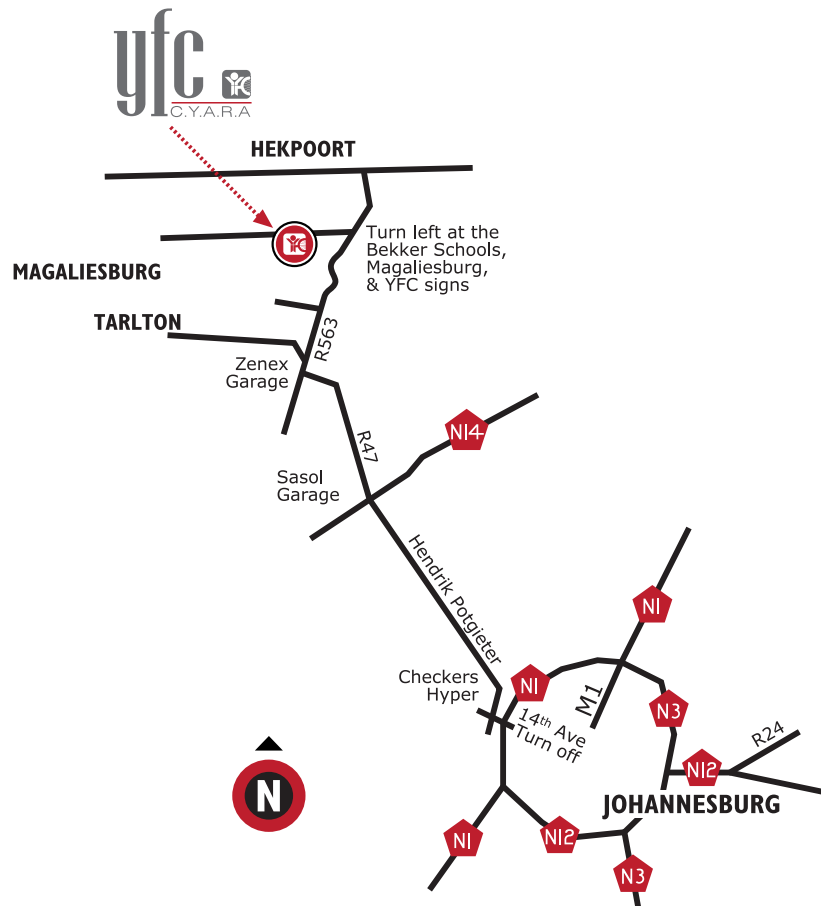 yfc
YFC
C.Y.A.R.A
HEKPOORT
Turn left at the
Bekker Schools,
Magaliesburg,
& YFC signs
YFC
MAGALIESBURG
TARLTON
R563
Zenex
Garage
R47
N14
Sasol
Garage
Hendrik Potgieter
N1
Checkers
Hyper
N1
M1
N3
14th Ave
Turn off
R24
N12
N
JOHANNESBURG
N1
N12
N3